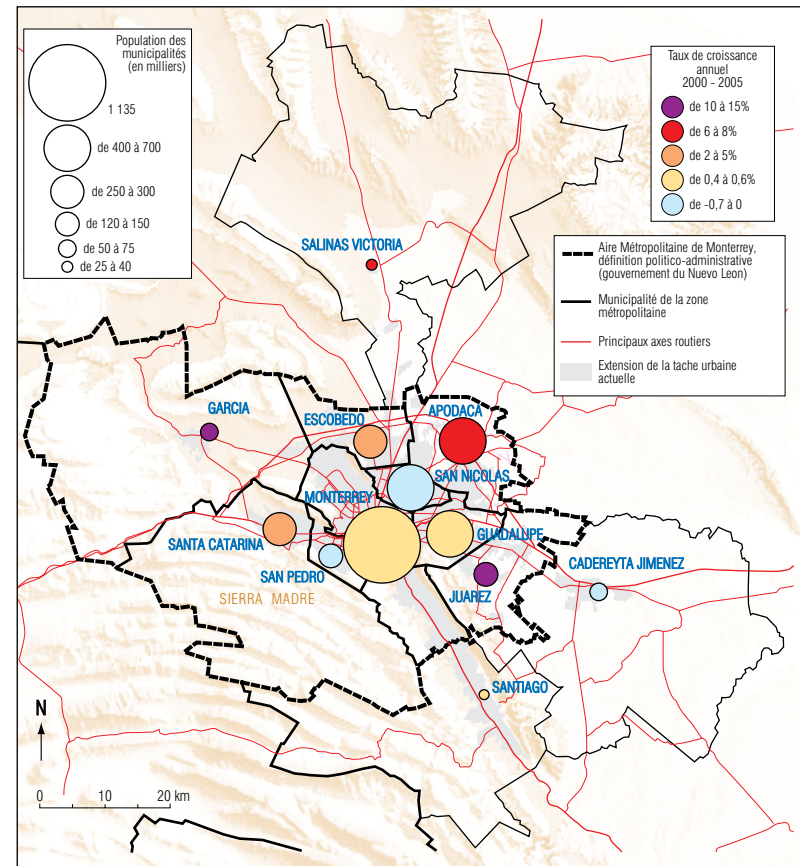 Population des
municipalités
(en milliers)
1 135
de 400 à 700
de 250 à 300
de 120 à 150
de 50 à 75
de 25 à 40
Taux de croissance
annuel
2000 - 2005
de 10 à 15%
de 6 à 8%
de 2 à 5%
de 0,4 à 0,6%
de -0,7 à 0
Aire Métropolitaine de Monterrey,
définition politico-administrative
(gouvernement du Nuevo Leon)
Municipalité de la zone
métropolitaine
Principaux axes routiers
Extension de la tache urbaine
actuelle
SALINAS VICTORIA
GARCIA
ESCOBEDO
APODACA
SAN NICOLAS
MONTERREY
GUADALUPE
SANTA CATARINA
SAN PEDRO
CADEREYTA JIMENEZ
JUAREZ
SIERRA MADRE
SANTIAGO
N
0 10 20 km